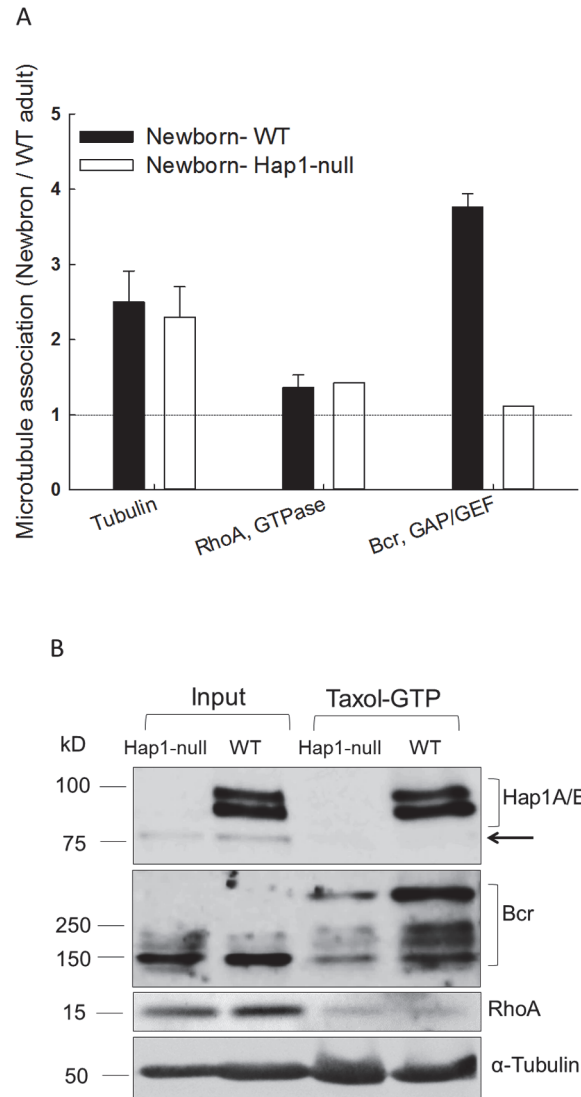 A
Microtubule association (Newbron / WT adult)
5
4
3
2
1
0
Newborn- WT
Newborn- Hap1-null
Tubulin
RhoA, GTPase
Bcr, GAP/GEF
B
Input
Taxol-GTP
kD
Hap1-null
WT
Hap1-null
WT
100
75
Hap1A/B
250
150
Bcr
15
RhoA
50
α-Tubulin